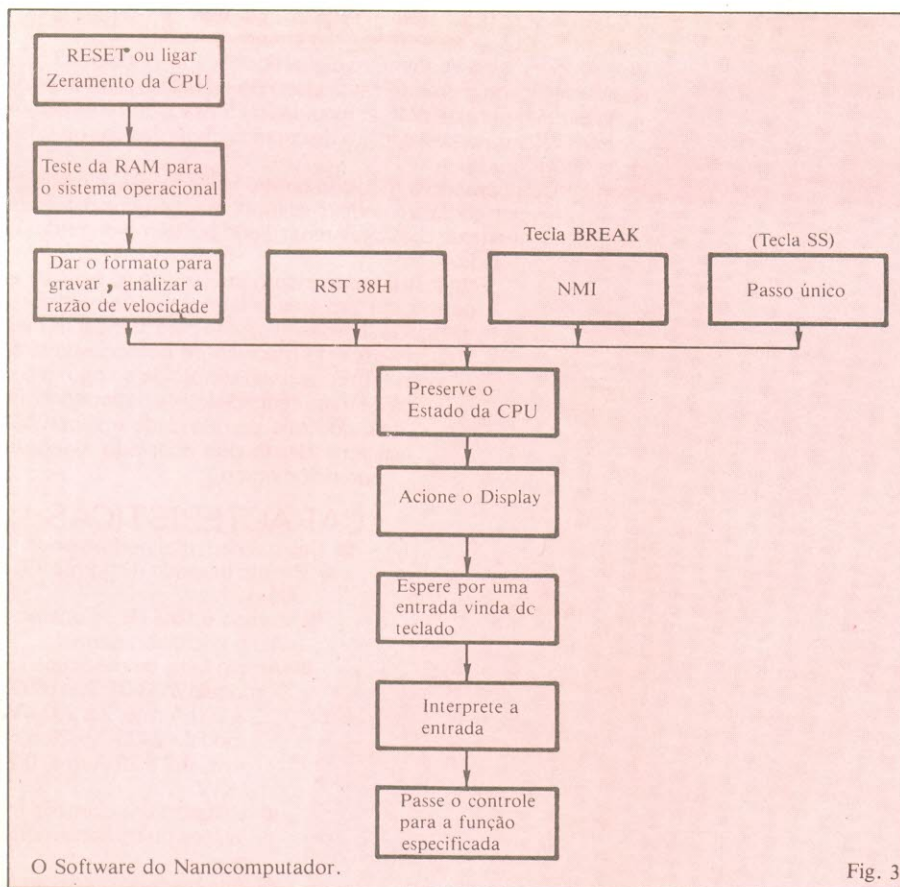 RESET ou ligar
Zeramento da CPU
Teste da RAM para
o sistema operacional
Dar o formato para
gravar, analizar a
razão de velocidade
RST 38H
Tecla BREAK
NMI
(Tecla SS)
Passo único
Preserve o
Estado da CPU
Acione o Display
Espere por uma
entrada vinda do
teclado
Interprete a
entrada
Passe o controle
para a função
especificada
O Software do Nanocomputador.
Fig. 3